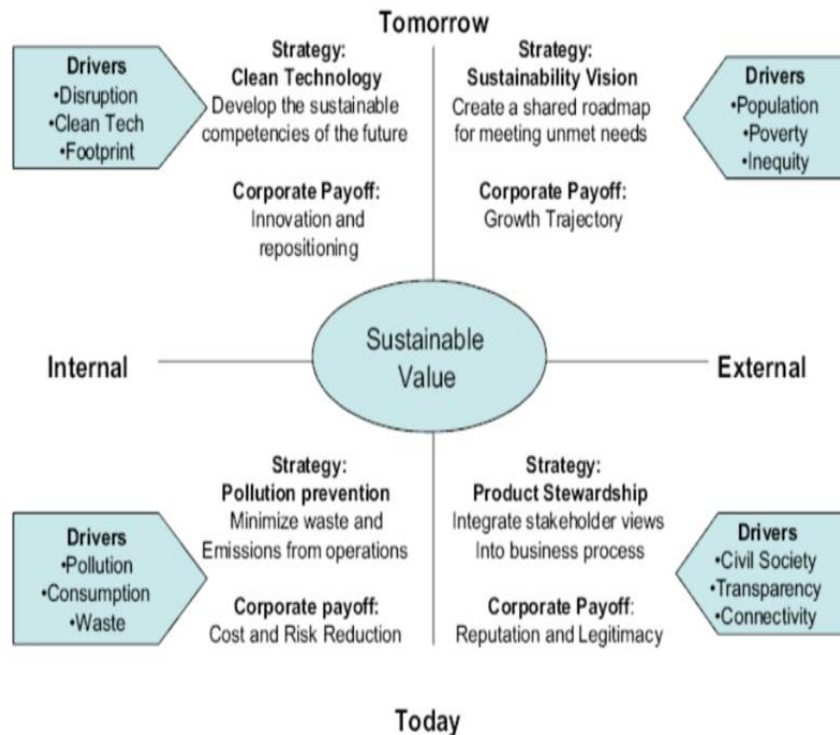 Tomorrow
Drivers
•Disruption
•Clean Tech
•Footprint
Strategy:
Clean Technology
Develop the sustainable
competencies of the future
Corporate Payoff:
Innovation and
repositioning
Strategy:
Sustainability Vision
Create a shared roadmap
for meeting unmet needs
Corporate Payoff:
Growth Trajectory
Drivers
•Population
•Poverty
•Inequity
Internal
Sustainable
Value
External
Drivers
•Pollution
•Consumption
•Waste
Strategy:
Pollution prevention
Minimize waste and
Emissions from operations
Corporate payoff:
Cost and Risk Reduction
Strategy:
Product Stewardship
Integrate stakeholder views
Into business process
Corporate Payoff:
Reputation and Legitimacy
Drivers
•Civil Society
•Transparency
•Connectivity
Today